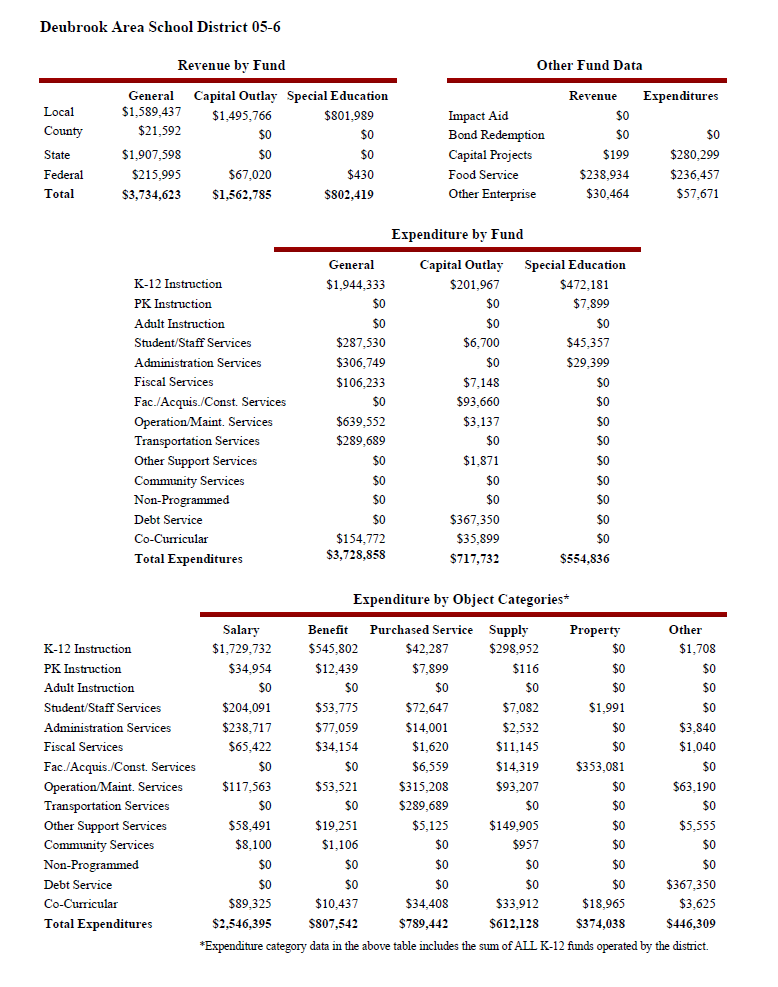 Deubrook Area School District 05-6
Revenue by Fund
General Capital Outlay Special Education
Local $1,589,437 $1,495,766 $801,989
County $21,592 $0 $0
State $1,907,598 $0 $0
Federal $215,995 $67,020 $430
Total $3,734,623 $1,562,785 $802,419
Other Fund Data
Revenue Expenditures
Impact Aid $0
Bond Redemption $0 $0
Capital Projects $199 $280,299
Food Service $238,934 $236,457
Other Enterprise $30,464 $57,671
Expenditure by Fund
General Capital Outlay Special Education
K-12 Instruction $1,944,333 $201,967 $472,181
PK Instruction $0 $0 $7,899
Adult Instruction $0 $0 $0
Student/Staff Services $287,530 $6,700 $45,357
Administration Services $306,749 $0 $29,399
Fiscal Services $106,233 $7,148 $0
Fac./Acquis./Const. Services $0 $93,660 $0
Operation/Maint. Services $639,552 $3,137 $0
Transportation Services $289,689 $0 $0
Other Support Services $0 $1,871 $0
Community Services $0 $0 $0
Non-Programmed $0 $0 $0
Debt Service $0 $367,350 $0
Co-Curricular $154,772 $35,899 $0
Total Expenditures $3,728,858 $717,732 $554,836
Expenditure by Object Categories*
Salary Benefit Purchased Service Supply Property Other
K-12 Instruction $1,729,732 $545,802 $42,287 $298,952 $0 $1,708
PK Instruction $34,954 $12,439 $7,899 $116 $0 $0
Adult Instruction $0 $0 $0 $0 $0 $0
Student/Staff Services $204,091 $53,775 $72,647 $7,082 $1,991 $0
Administration Services $238,717 $77,059 $14,001 $2,532 $0 $3,840
Fiscal Services $65,422 $34,154 $1,620 $11,145 $0 $1,040
Fac./Acquis./Const. Services $0 $0 $6,559 $14,319 $353,081 $0
Operation/Maint. Services $117,563 $53,521 $315,208 $93,207 $0 $63,190
Transportation Services $0 $0 $289,689 $0 $0 $0
Other Support Services $58,491 $19,251 $5,125 $149,905 $0 $5,555
Community Services $8,100 $1,106 $0 $957 $0 $0
Non-Programmed $0 $0 $0 $0 $0 $0
Debt Service $0 $0 $0 $0 $0 $367,350
Co-Curricular $89,325 $10,437 $34,408 $33,912 $18,965 $3,625
Total Expenditures $2,546,395 $807,542 $789,442 $612,128 $374,038 $446,309
*Expenditure category data in the above table includes the sum of ALL K-12 funds operated by the district.